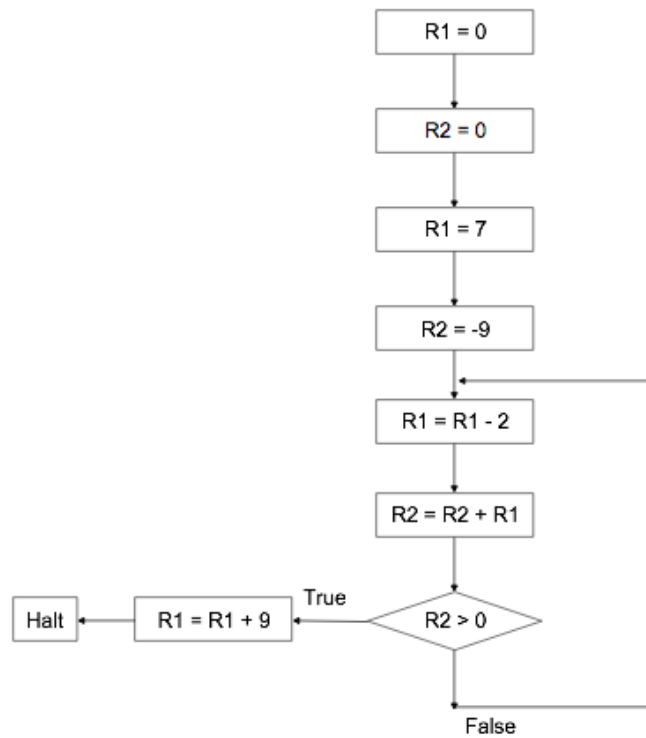 R1 = 0
R2 = 0
R1 = 7
R2 = -9
R1 = R1 - 2
R2 = R2 + R1
True
Halt
R1 = R1 + 9
R2 > 0
False